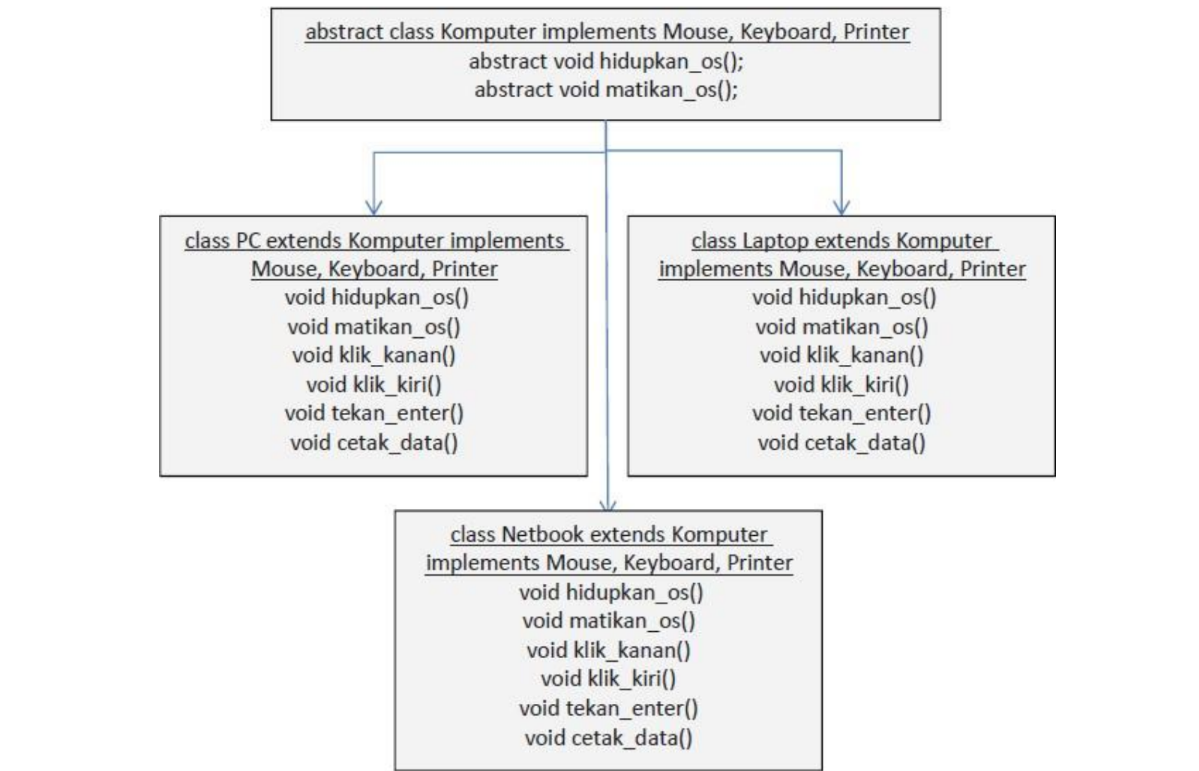 abstract class Komputer implements Mouse, Keyboard, Printer
abstract void hidupkan_os();
abstract void matikan_os();
class PC extends Komputer implements
Mouse, Keyboard, Printer
void hidupkan_os()
void matikan_os()
void klik_kanan()
void klik_kiri()
void tekan_enter()
void cetak_data()
class Laptop extends Komputer
implements Mouse, Keyboard, Printer
void hidupkan_os()
void matikan_os()
void klik_kanan()
void klik_kiri()
void tekan_enter()
void cetak_data()
class Netbook extends Komputer
implements Mouse, Keyboard, Printer
void hidupkan_os()
void matikan_os()
void klik_kanan()
void klik_kiri()
void tekan_enter()
void cetak_data()